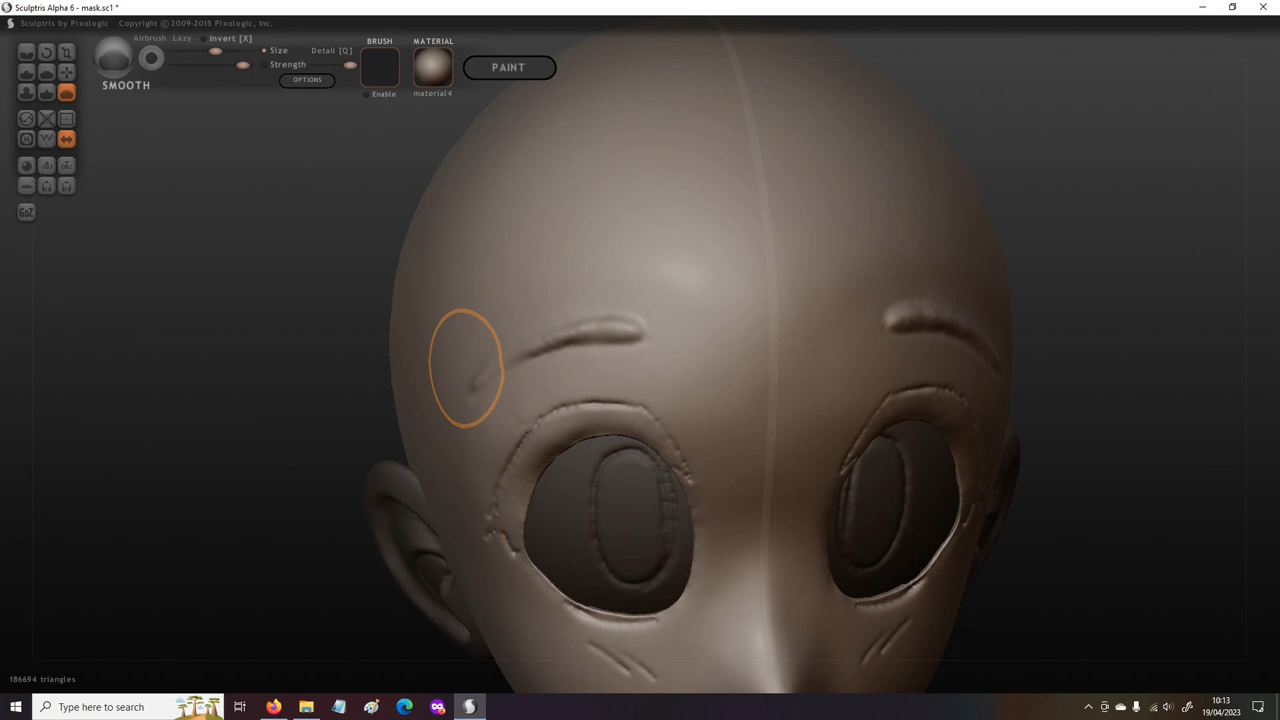 Sculptris Alpha 6 - mask.sc1 *
Sculptris by Pixologic Copyright © 2009-2015 Pixologic, Inc.
Airbrush Lazy Invert [X]
Size Detail [Q]
Strength
OPTIONS
SMOOTH
BRUSH
Enable
MATERIAL
material4
PAINT
GoZ
186694 triangles
Type here to search
10:13
19/04/2023